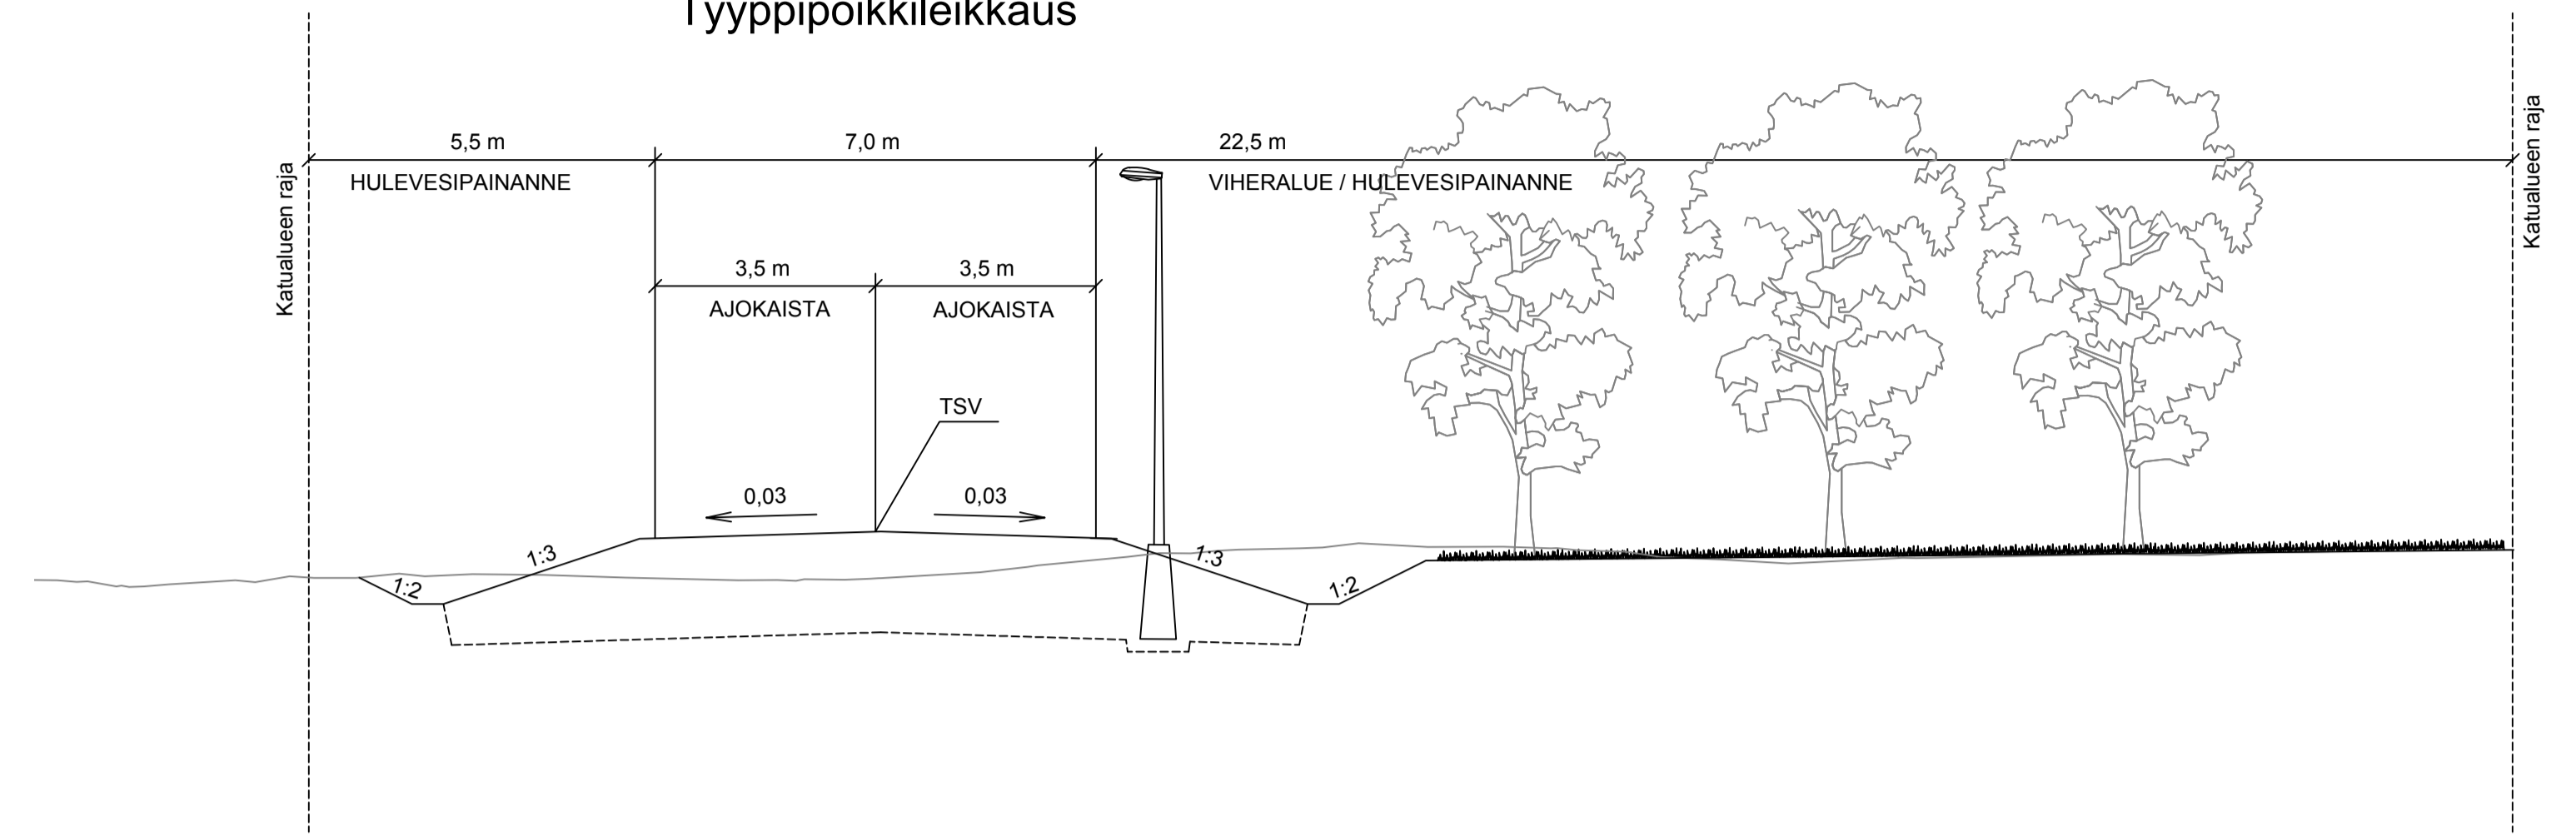 Tyyppipoikkileikkaus
Katualueen raja
5,5 m
7,0 m
22,5 m
HULEVESIPAINANNE
VIHERALUE / HULEVESIPAINANNE
Katualueen raja
3,5 m
3,5 m
AJOKAISTA
AJOKAISTA
TSV
0,03
0,03
1:3
1:3
1:2
1:2